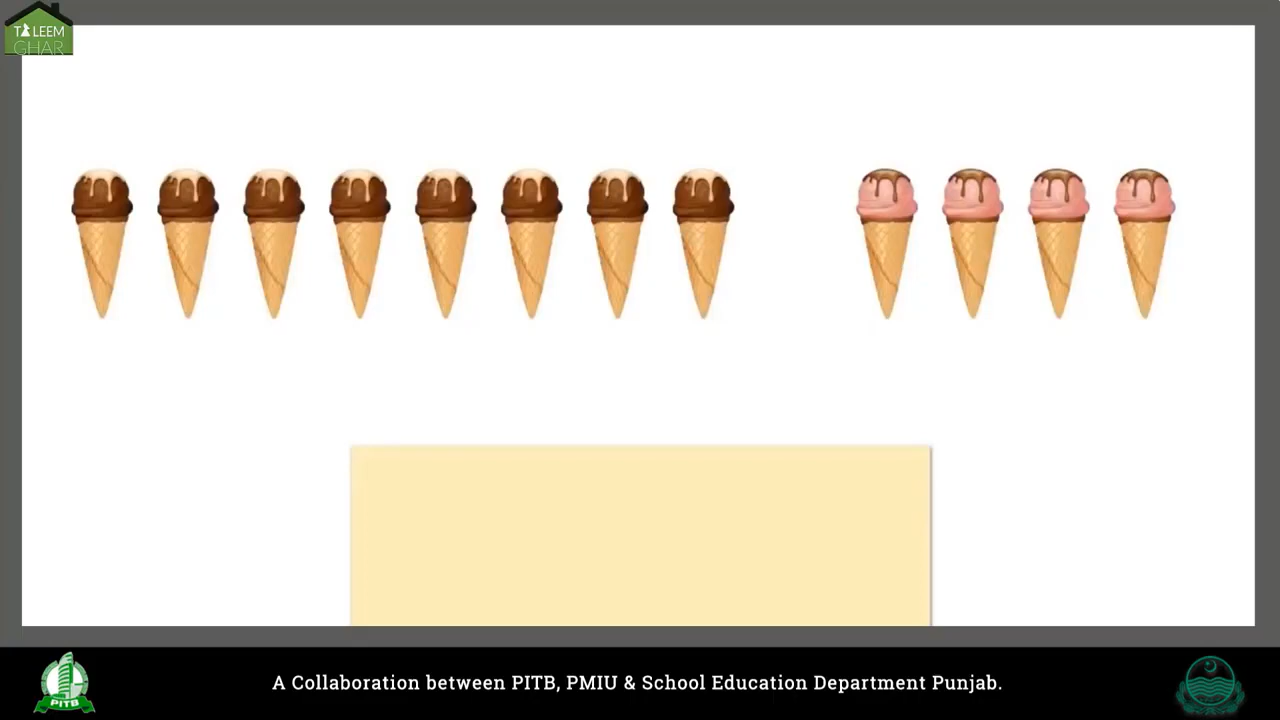 TALEEM
GHAR
A Collaboration between PITB, PMIU & School Education Department Punjab.
PITB